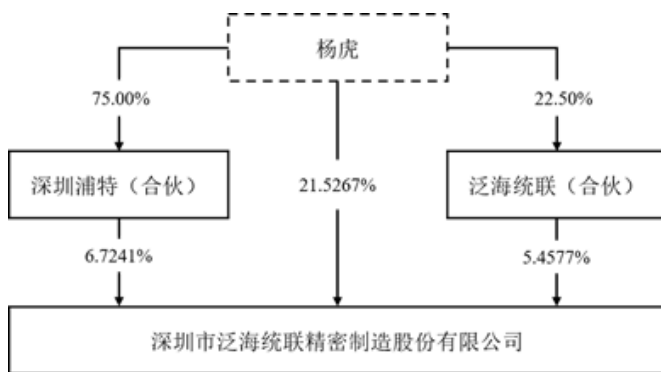 杨虎
75.00%
22.50%
深圳浦特（合伙）
21.5267%
泛海统联（合伙）
6.7241%
5.4577%
深圳市泛海统联精密制造股份有限公司